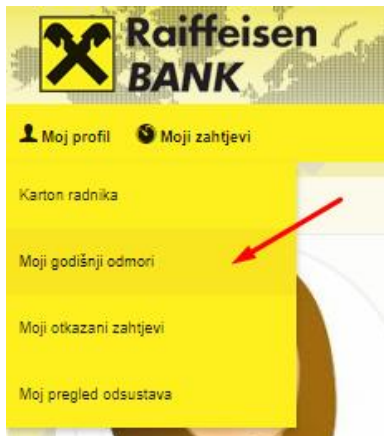 Raiffeisen
BANK
Moj profil Moji zahtjevi
Karton radnika
Moji godišnji odmori
Moji otkazani zahtjevi
Moj pregled odsustava